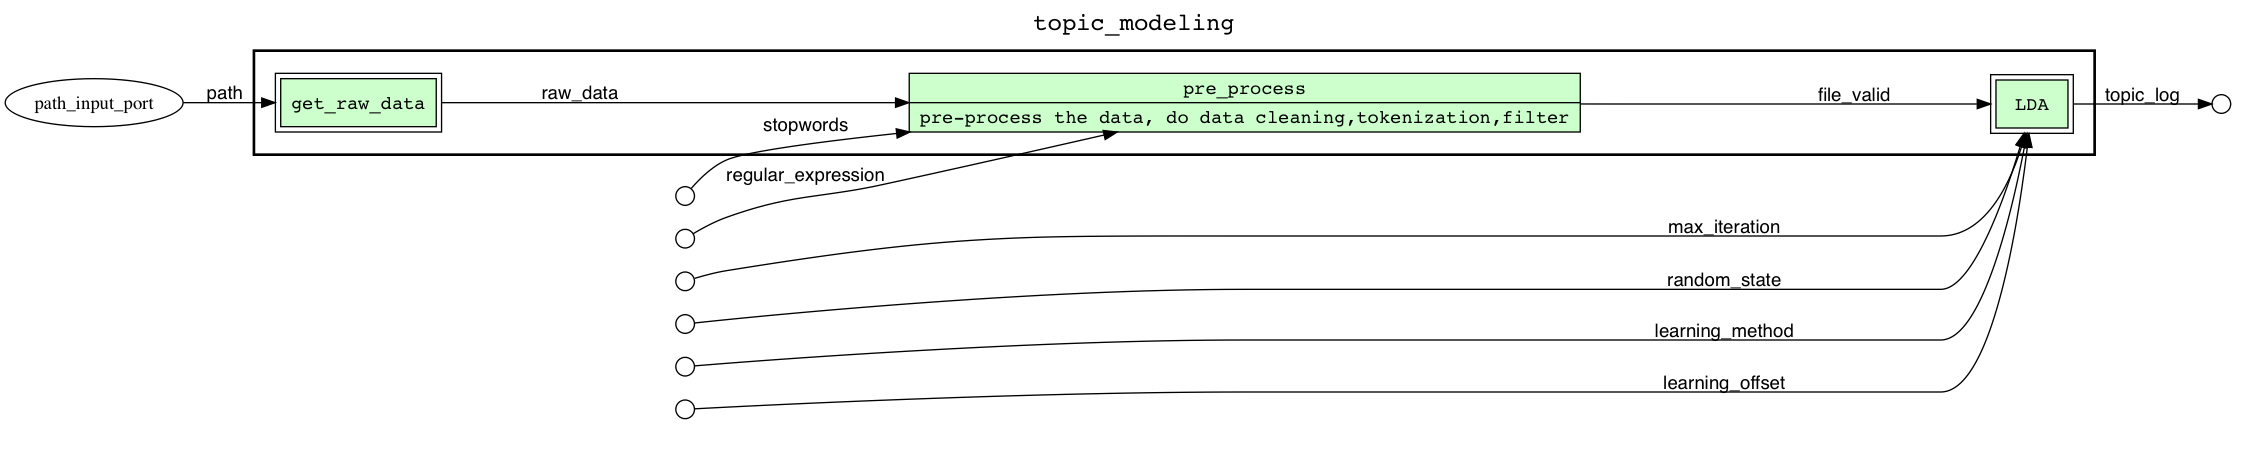 topic_modeling
path_input_port
path
get_raw_data
raw_data
pre_process
pre-process the data, do data cleaning,tokenization,filter
file_valid
LDA
topic_log
stopwords
regular_expression
max_iteration
random_state
learning_method
learning_offset